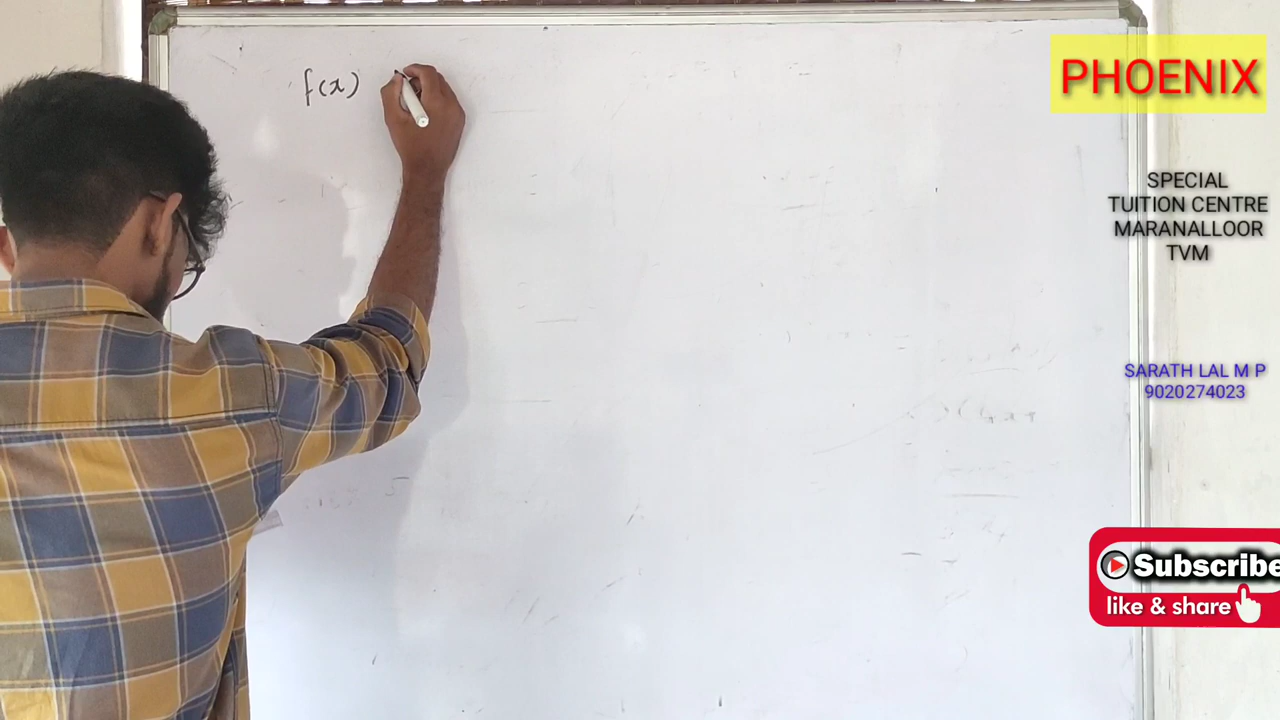 f(x)
PHOENIX
SPECIAL
TUITION CENTRE
MARANALLOOR
TVM
SARATH LAL M P
9020274023
Subscribe
like & share